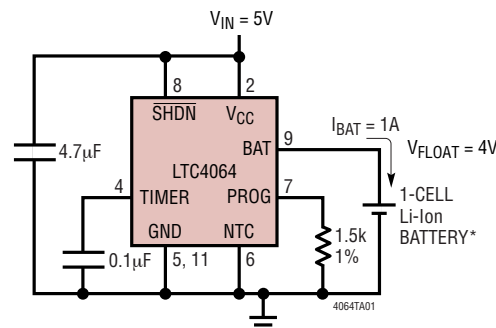 V_IN = 5V
8
2
SHDN
V_CC
I_BAT = 1A
9
BAT
V_FLOAT = 4V
4.7µF
LTC4064
4
TIMER
PROG
7
1-CELL
Li-Ion
BATTERY*
GND
NTC
1.5k
1%
0.1µF
5, 11
6
4064TA01